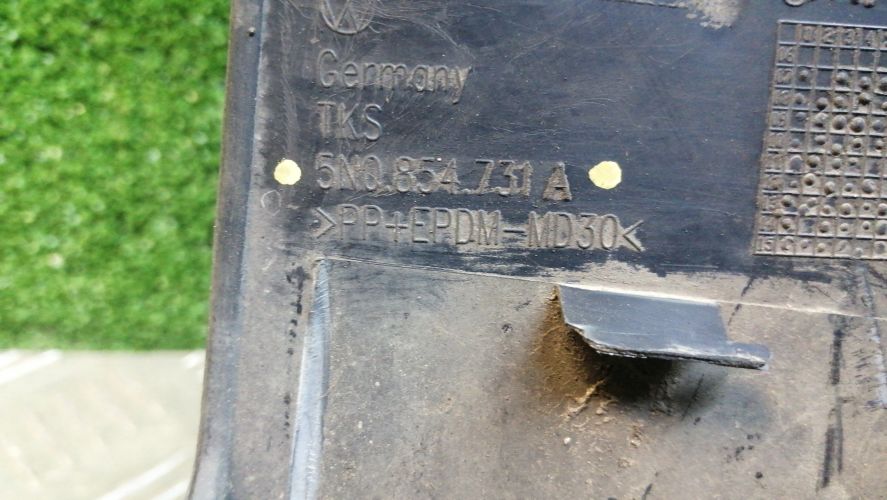 Germany
TKS
5N0.854.731 A
>PP+EPDM-MD30<